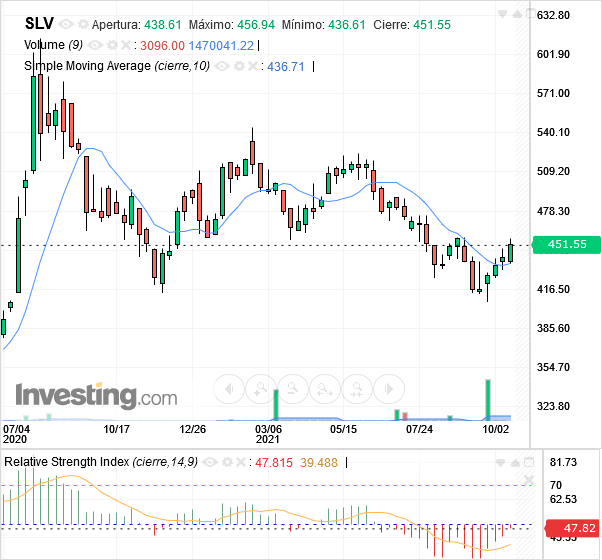 SLV Apertura: 438.61 Máximo: 456.94 Mínimo: 436.61 Cierre: 451.55
Volume (9) : 3096.00 1470041.22
Simple Moving Average (cierre,10) : 436.71
632.80
601.90
571.00
540.10
509.20
478.30
451.55
416.50
385.60
354.70
323.80
Investing.com
07/04 10/17 12/26 03/06 05/15 07/24 10/02
2020 2021
Relative Strength Index (cierre,14,9) : 47.815 39.488
81.73
70
62.53
47.82